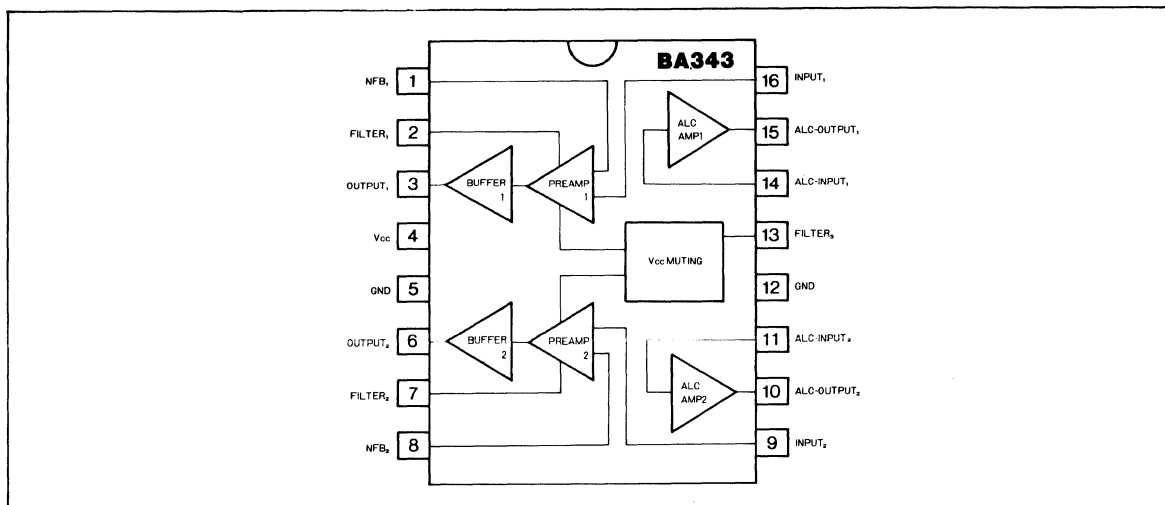 BA343
NFB₁
1
FILTER₁
2
OUTPUT₁
3
Vcc
4
GND
5
OUTPUT₂
6
FILTER₂
7
NFB₂
8
BUFFER
1
PREAMP
1
BUFFER
2
PREAMP
2
Vcc MUTING
ALC
AMP1
ALC
AMP2
16
INPUT₁
15
ALC-OUTPUT₁
14
ALC-INPUT₁
13
FILTER₃
12
GND
11
ALC-INPUT₂
10
ALC-OUTPUT₂
9
INPUT₂